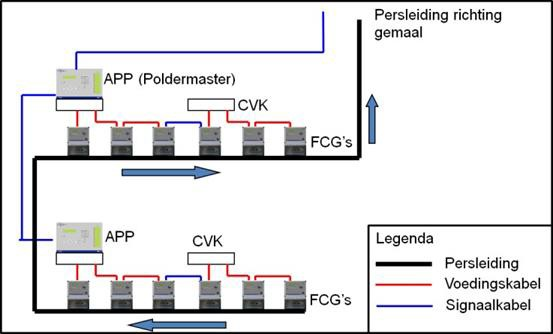 Persleiding richting
gemaal
APP (Poldermaster)
CVK
FCG's
APP
CVK
FCG's
Legenda
Persleiding
Voedingskabel
Signaalkabel